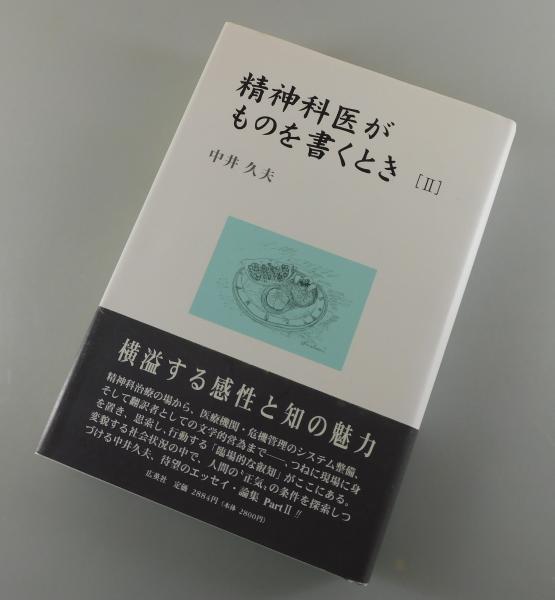 精神科医が
ものを書くとき [Ⅱ]
中井久夫
横溢する感性と知の魅力
精神科治療の場から、医療機関・危機管理のシステム整備、
そして翻訳者としての文学的営為まで——、つねに現場に身
を置き、思索し、行動する「臨場的な叡知」がここにある。
変貌する社会状況の中で、人間の〝正気〟の条件を探索しつ
づける中井久夫、待望のエッセイ・論集 Part Ⅱ !!
広英社 定価 2884円(本体 2800円)